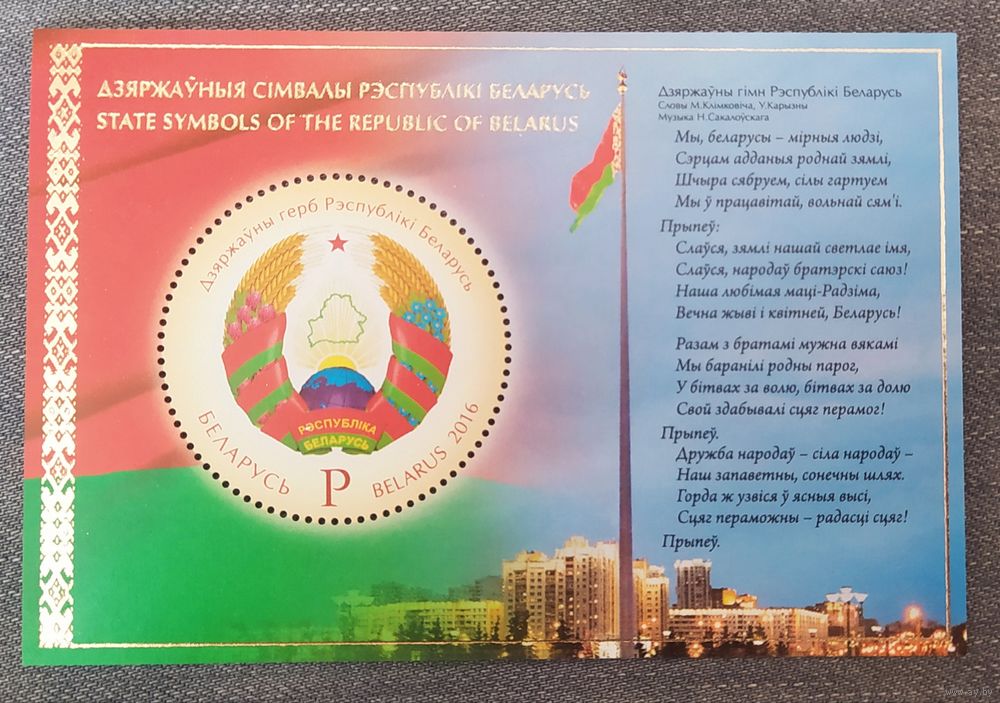 ДЗЯРЖАЎНЫЯ СІМВАЛЫ РЭСПУБЛІКІ БЕЛАРУСЬ
STATE SYMBOLS OF THE REPUBLIC OF BELARUS
Дзяржаўны герб Рэспублікі Беларусь
РЭСПУБЛІКА
БЕЛАРУСЬ
БЕЛАРУСЬ
P
BELARUS 2016
Дзяржаўны гімн Рэспублікі Беларусь
Словы М.Клімковіча, У.Карызны
Музыка Н.Сакалоўскага
Мы, беларусы – мірныя людзі,
Сэрцам адданыя роднай зямлі,
Шчыра сябруем, сілы гартуем
Мы ў працавітай, вольнай сям'і.
Прыпеў:
Слаўся, зямлі нашай светлае імя,
Слаўся, народаў братэрскі саюз!
Наша любімая маці-Радзіма,
Вечна жыві і квітней, Беларусь!
Разам з братамі мужна вякамі
Мы баранілі родны парог,
У бітвах за волю, бітвах за долю
Свой здабывалі сцяг перамог!
Прыпеў.
Дружба народаў – сіла народаў –
Наш запаветны, сонечны шлях.
Горда ж узвіся ў ясныя высі,
Сцяг пераможны – радасці сцяг!
Прыпеў.
www.ay.by